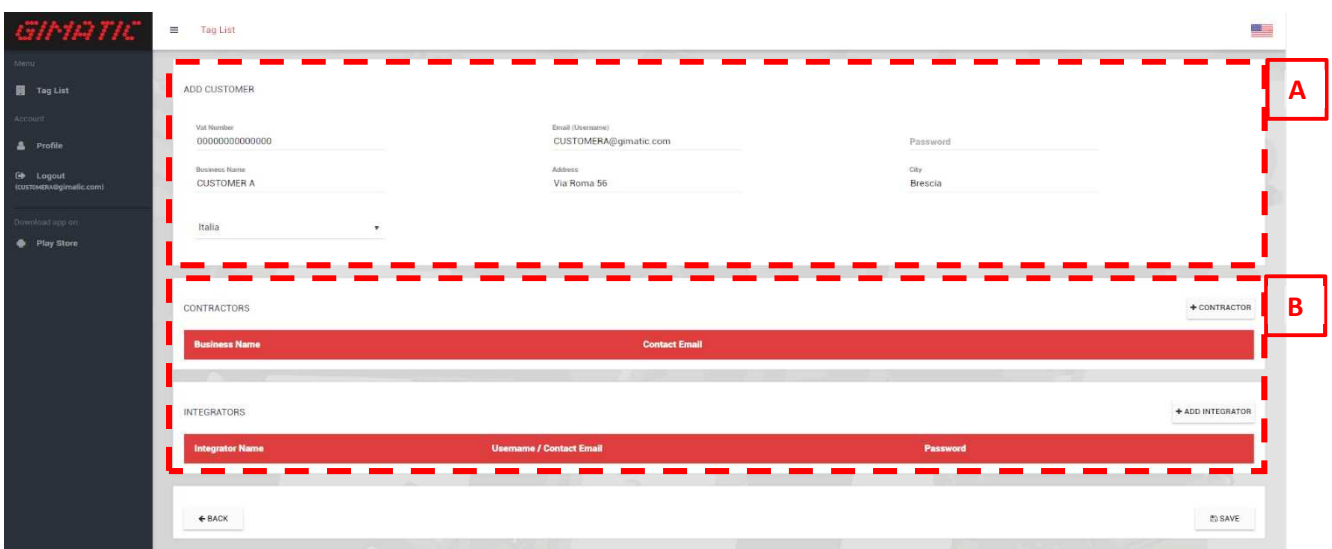 GIMATIC
Tag List
Menu
Tag List
Account
Profile
Logout
(CUSTOMERA@gimatic.com)
Download app on
Play Store
A
ADD CUSTOMER
Vat Number
Email (Username)
00000000000000
CUSTOMERA@gimatic.com
Password
Business Name
Address
City
CUSTOMER A
Via Roma 56
Brescia
Italia
B
CONTRACTORS
+ CONTRACTOR
Business Name
Contact Email
INTEGRATORS
+ ADD INTEGRATOR
Integrator Name
Username / Contact Email
Password
BACK
SAVE